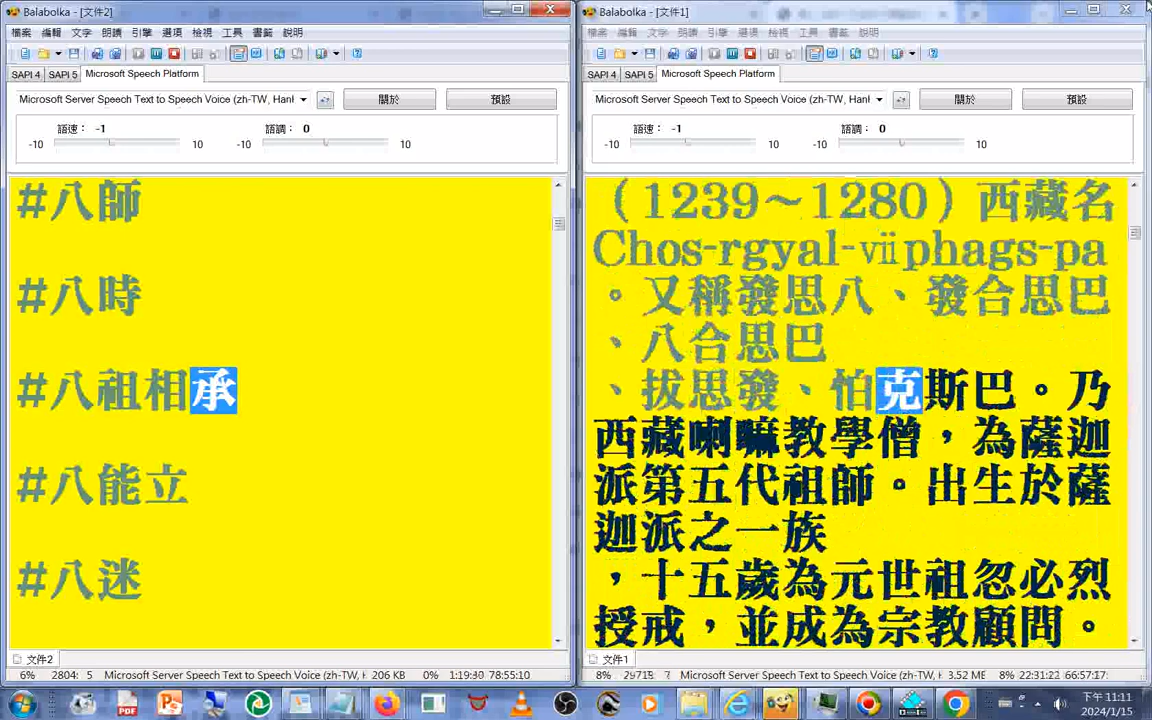 Balabolka - [文件2]
檔案 編輯 文字 朗讀 引擎 選項 檢視 工具 書籤 說明
SAPI 4 SAPI 5 Microsoft Speech Platform
Microsoft Server Speech Text to Speech Voice (zh-TW, Hanl
關於
預設
語速： -1
語調： 0
-10 10 -10 10
#八師
#八時
#八祖相承
#八能立
#八迷
文件2
6% 2804: 5 Microsoft Server Speech Text to Speech Voice (zh-TW, H 206 KB 0% 1:19:30 78:55:10
Balabolka - [文件1]
檔案 編輯 文字 朗讀 引擎 選項 檢視 工具 書籤 說明
SAPI 4 SAPI 5 Microsoft Speech Platform
Microsoft Server Speech Text to Speech Voice (zh-TW, Hanl
關於
預設
語速： -1
語調： 0
-10 10 -10 10
（1239～1280）西藏名
Chos-rgyal-ⅶphags-pa
。又稱發思八、發合思巴
、八合思巴
、拔思發、怕克斯巴。乃
西藏喇嘛教學僧，為薩迦
派第五代祖師。出生於薩
迦派之一族
，十五歲為元世祖忽必烈
授戒，並成為宗教顧問。
文件1
8% 29715: 7 Microsoft Server Speech Text to Speech Voice (zh-TW, H 3.52 MB 8% 22:31:22 66:57:17
下午 11:11
2024/1/15